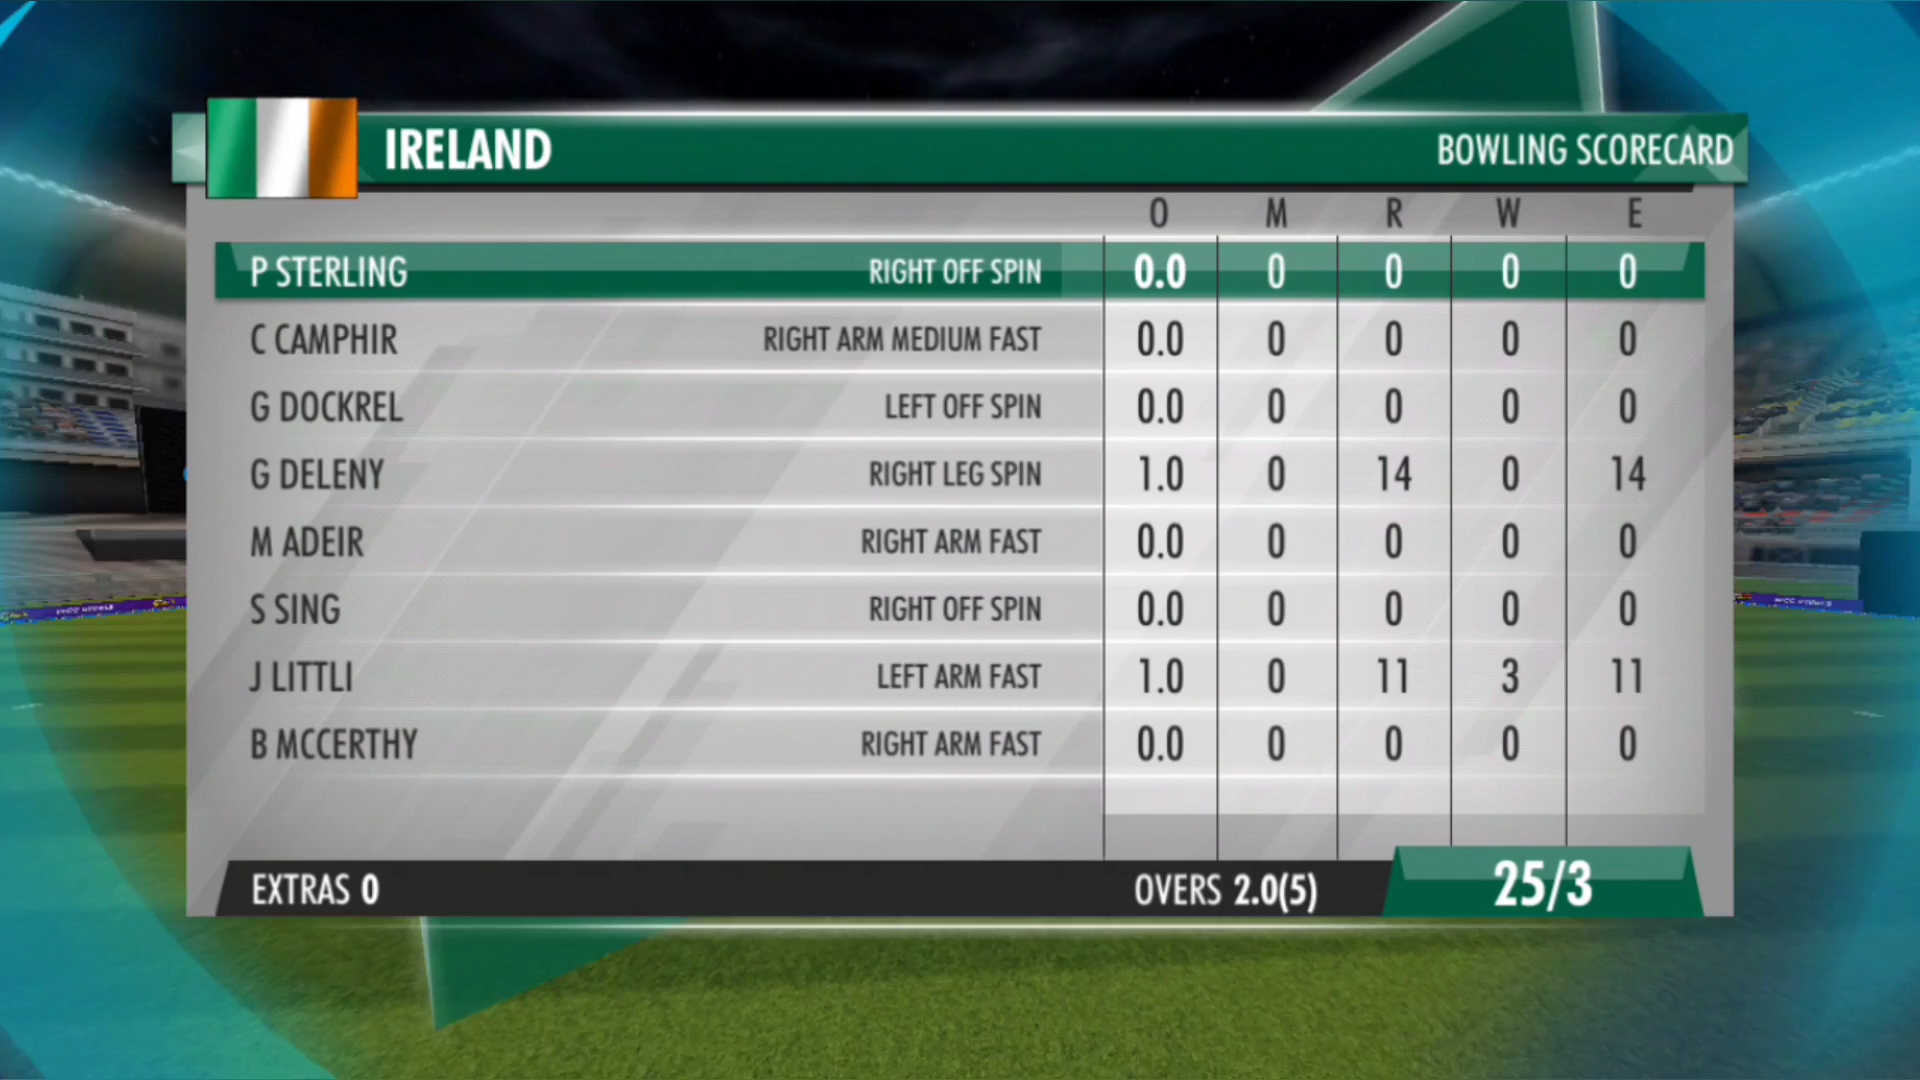 IRELAND BOWLING SCORECARD
O M R W E
P STERLING RIGHT OFF SPIN 0.0 0 0 0 0
C CAMPHIR RIGHT ARM MEDIUM FAST 0.0 0 0 0 0
G DOCKREL LEFT OFF SPIN 0.0 0 0 0 0
G DELENY RIGHT LEG SPIN 1.0 0 14 0 14
M ADEIR RIGHT ARM FAST 0.0 0 0 0 0
S SING RIGHT OFF SPIN 0.0 0 0 0 0
J LITTLI LEFT ARM FAST 1.0 0 11 3 11
B MCCERTHY RIGHT ARM FAST 0.0 0 0 0 0
EXTRAS 0 OVERS 2.0(5) 25/3